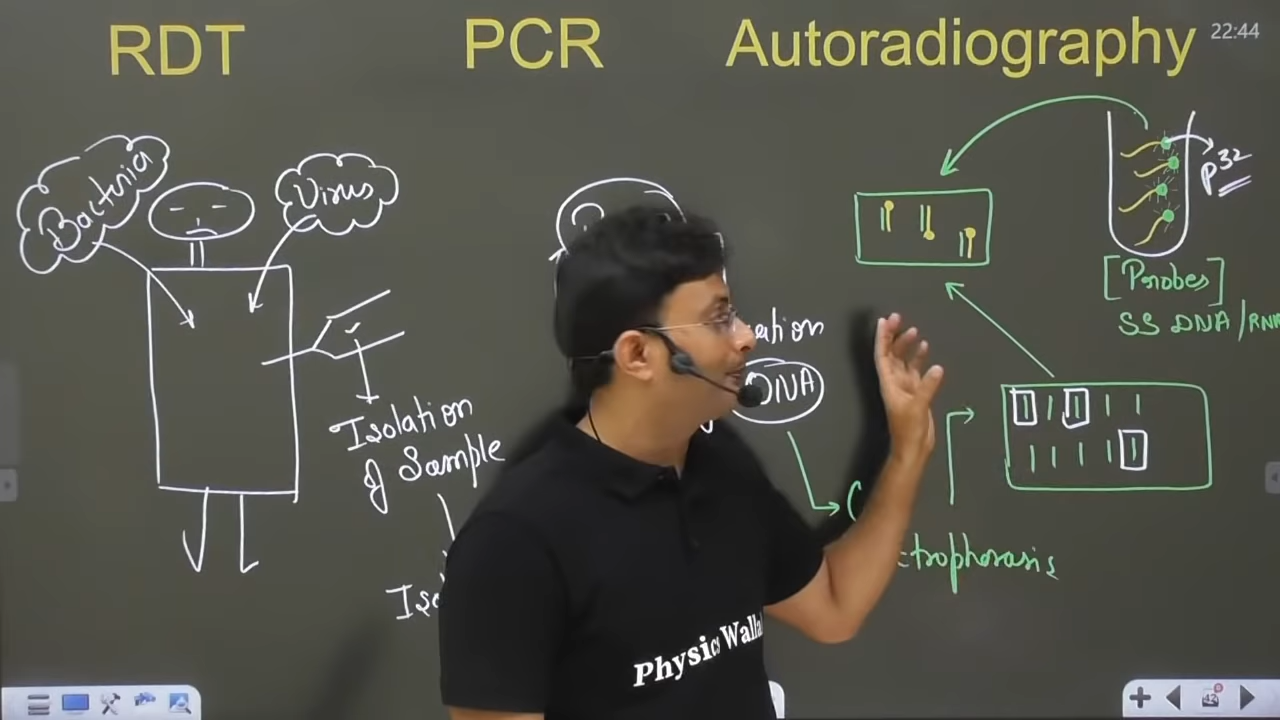 RDT
PCR
Autoradiography
22:44
Bacteria
Virus
P32
[Probes]
SS DNA/RNA
DNA
Isolation
of Sample
Physics Walla